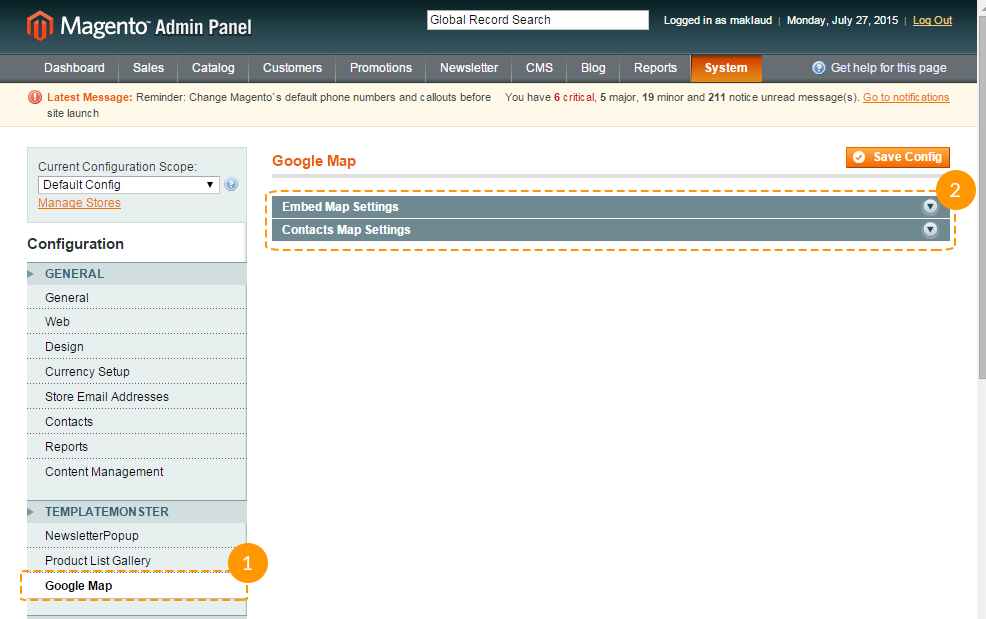 Magento™ Admin Panel
Global Record Search
Logged in as maklaud | Monday, July 27, 2015 | Log Out
Dashboard Sales Catalog Customers Promotions Newsletter CMS Blog Reports System Get help for this page
Latest Message: Reminder: Change Magento`s default phone numbers and callouts before
site launch
You have 6 critical, 5 major, 19 minor and 211 notice unread message(s). Go to notifications
Current Configuration Scope:
Default Config
Manage Stores
Configuration
GENERAL
General
Web
Design
Currency Setup
Store Email Addresses
Contacts
Reports
Content Management
TEMPLATEMONSTER
NewsletterPopup
Product List Gallery
1
Google Map
Google Map
Save Config
2
Embed Map Settings
Contacts Map Settings